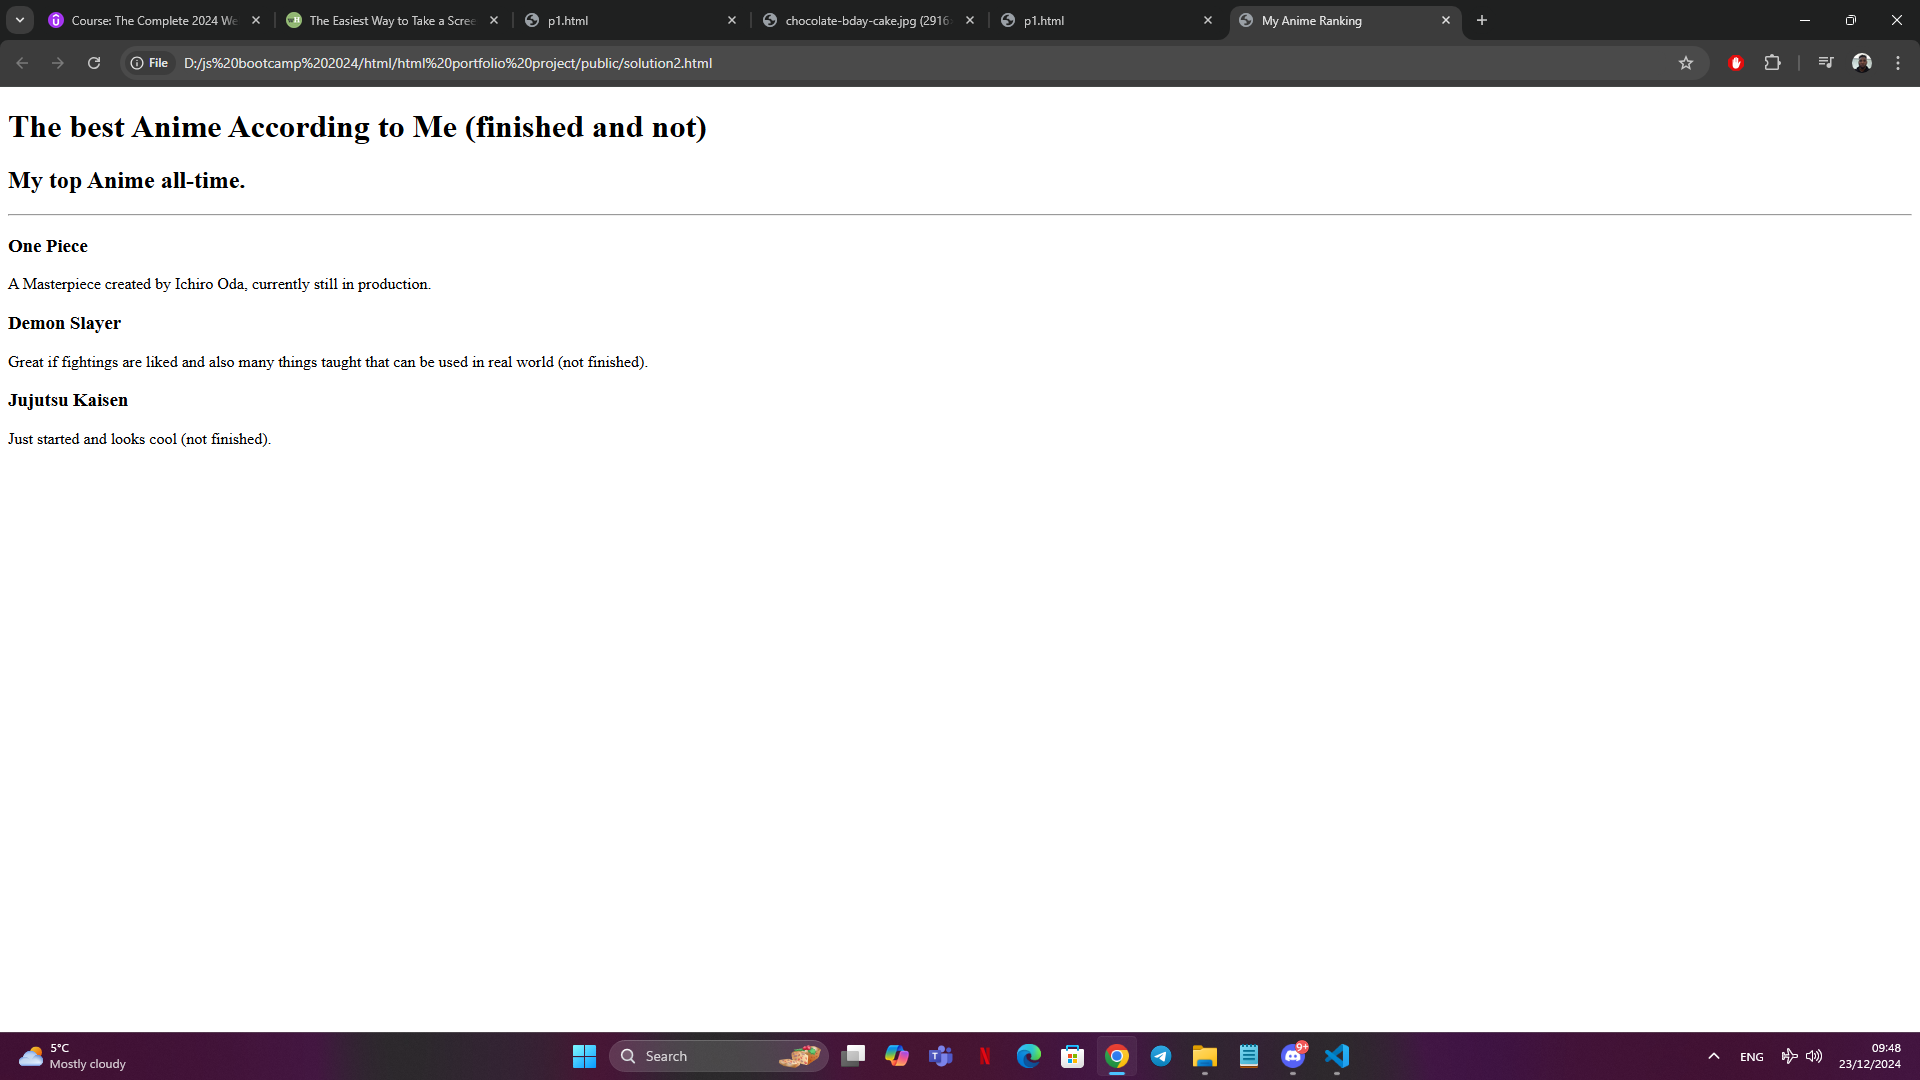 Course: The Complete 2024 We
The Easiest Way to Take a Scree
p1.html
chocolate-bday-cake.jpg (2916
p1.html
My Anime Ranking
File
D:/js%20bootcamp%202024/html/html%20portfolio%20project/public/solution2.html
The best Anime According to Me (finished and not)
My top Anime all-time.
One Piece
A Masterpiece created by Ichiro Oda, currently still in production.
Demon Slayer
Great if fightings are liked and also many things taught that can be used in real world (not finished).
Jujutsu Kaisen
Just started and looks cool (not finished).
5°C
Mostly cloudy
Search
9+
ENG
09:48
23/12/2024